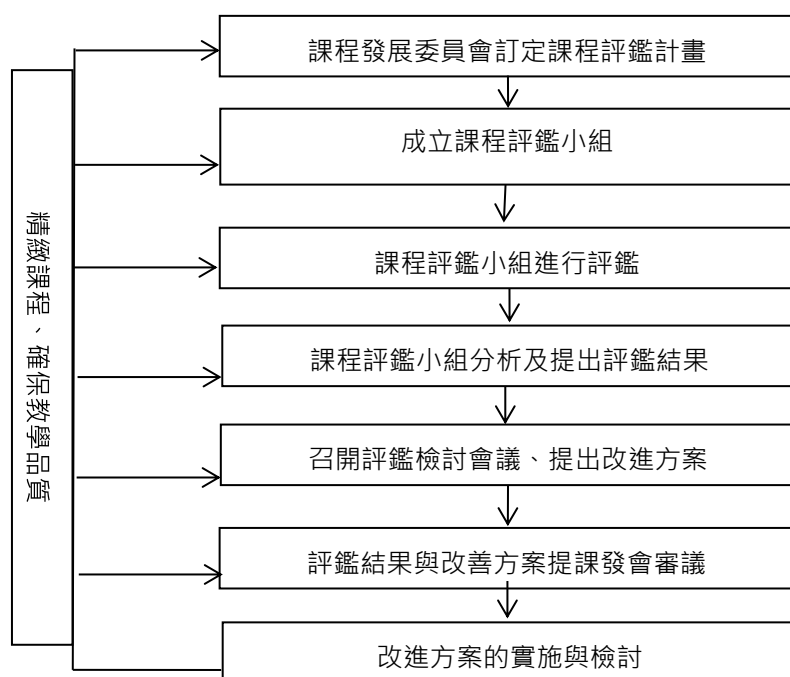 課程發展委員會訂定課程評鑑計畫
成立課程評鑑小組
課程評鑑小組進行評鑑
課程評鑑小組分析及提出評鑑結果
召開評鑑檢討會議、提出改進方案
評鑑結果與改善方案提課發會審議
改進方案的實施與檢討
精緻課程、確保教學品質